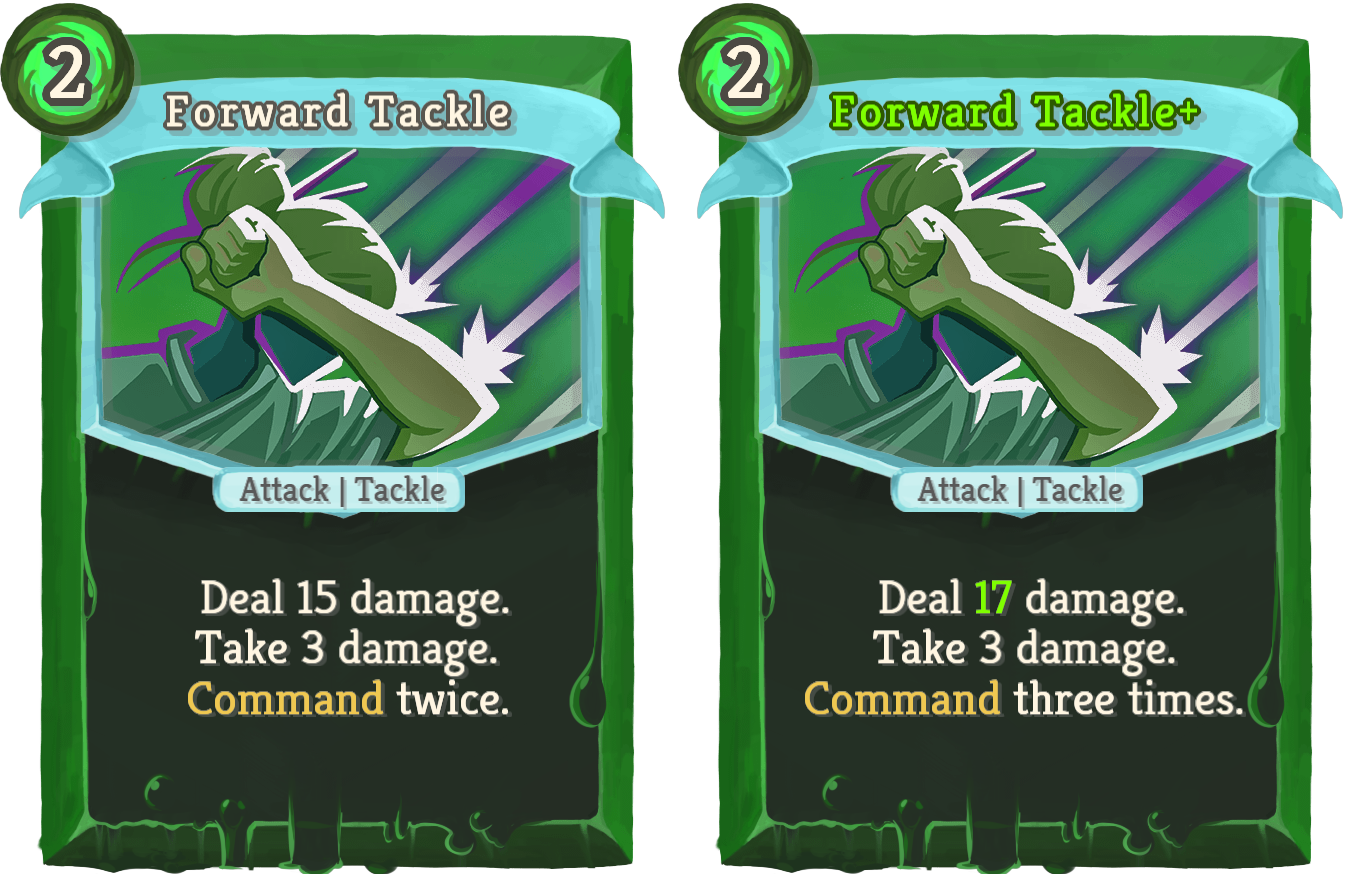 2
Forward Tackle
Attack | Tackle
Deal 15 damage.
Take 3 damage.
Command twice.
2
Forward Tackle+
Attack | Tackle
Deal 17 damage.
Take 3 damage.
Command three times.